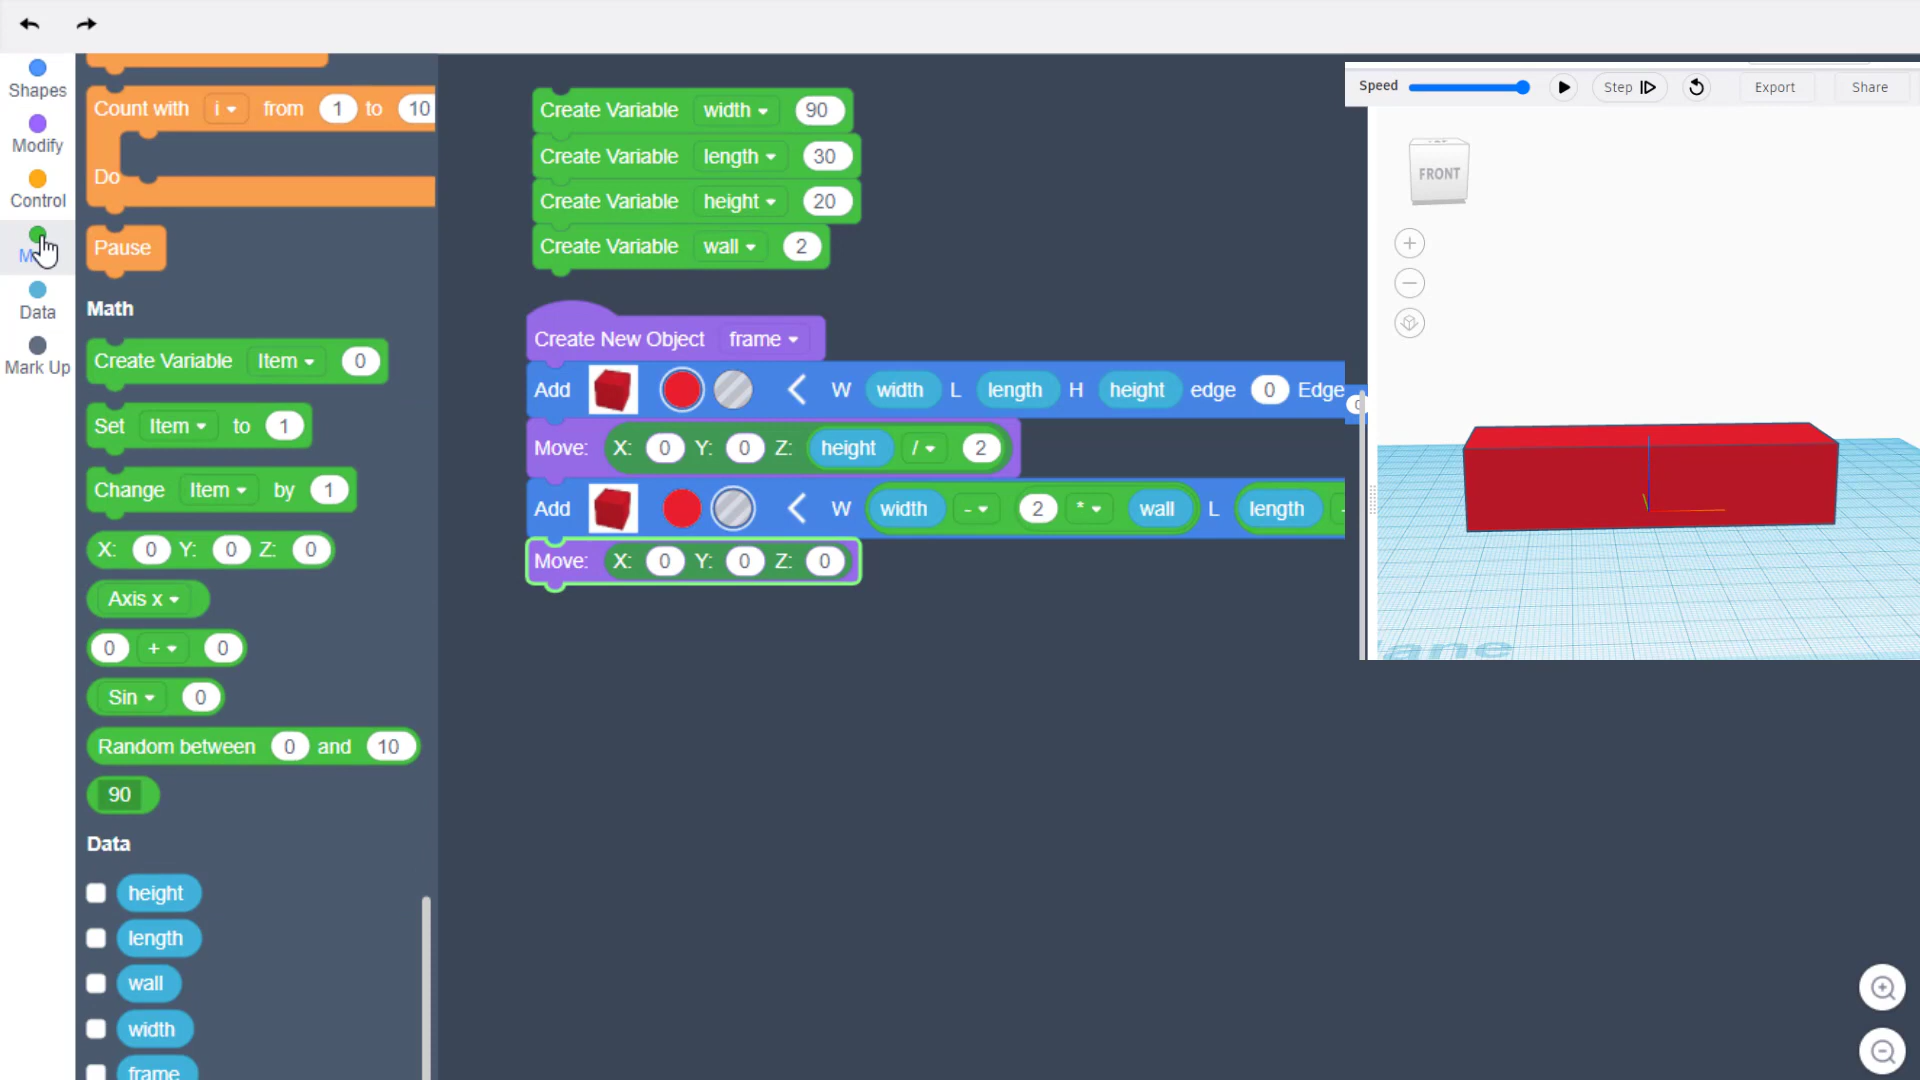 Shapes
Modify
Control
M
Data
Mark Up
Count with i from 1 to 10
Do
Pause
Math
Create Variable Item 0
Set Item to 1
Change Item by 1
X: 0 Y: 0 Z: 0
Axis x
0 + 0
Sin 0
Random between 0 and 10
90
Data
height
length
wall
width
frame
Create Variable width 90
Create Variable length 30
Create Variable height 20
Create Variable wall 2
Create New Object frame
Add W width L length H height edge 0 Edge
Move: X: 0 Y: 0 Z: height / 2
Add W width - 2 * wall L length -
Move: X: 0 Y: 0 Z: 0
Speed Step Export Share
FRONT
ane